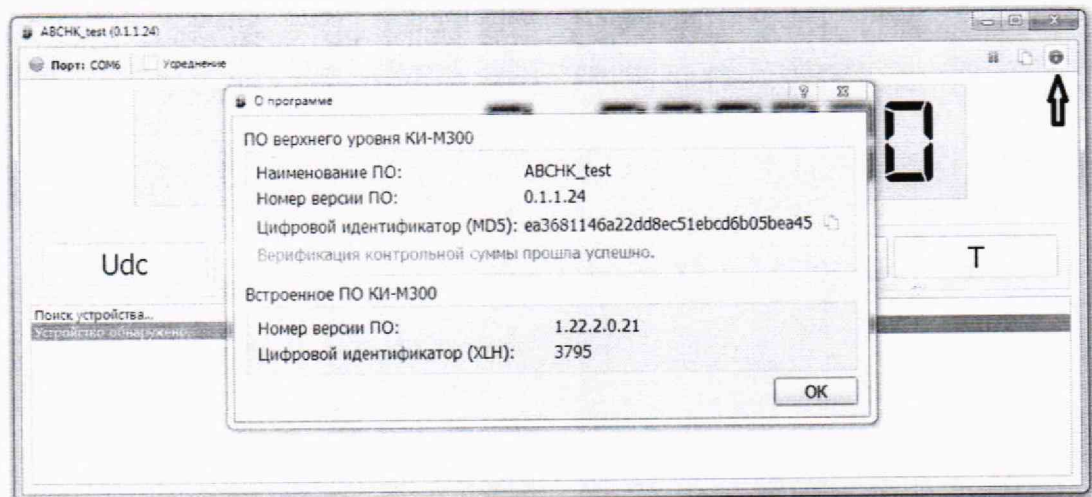 ABCHK_test (0.1.1.24)
Порт: COM6 Усреднение
О программе
0
ПО верхнего уровня КИ-М300
Наименование ПО: ABCHK_test
Номер версии ПО: 0.1.1.24
Цифровой идентификатор (MD5): ea3681146a22dd8ec51ebcd6b05bea45
Верификация контрольной суммы прошла успешно.
Udc
T
Встроенное ПО КИ-М300
Поиск устройства...
Устройство обнаружено.
Номер версии ПО: 1.22.2.0.21
Цифровой идентификатор (XLH): 3795
OK